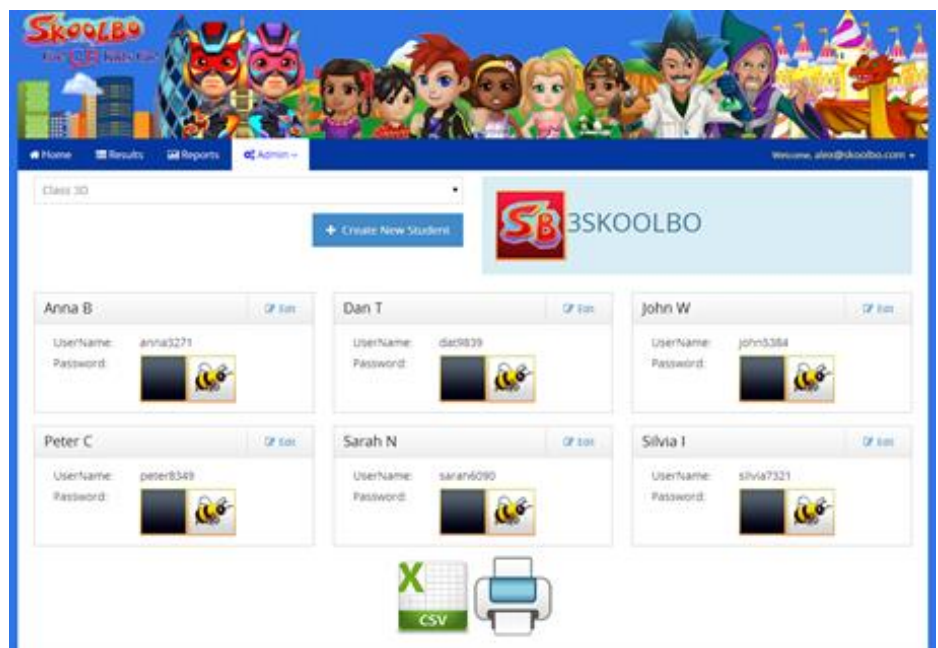 SKOOLBO
Home Results Reports Admin Welcome, alex@skoolbo.com
Class 3D
+ Create New Student
SB 3SKOOLBO
Anna B Edit Dan T Edit John W Edit
UserName: anna3271 UserName: dat9839 UserName: john5384
Password: Password: Password:
Peter C Edit Sarah N Edit Silvia I Edit
UserName: peter8349 UserName: sarah6090 UserName: silvia7321
Password: Password: Password:
X
CSV